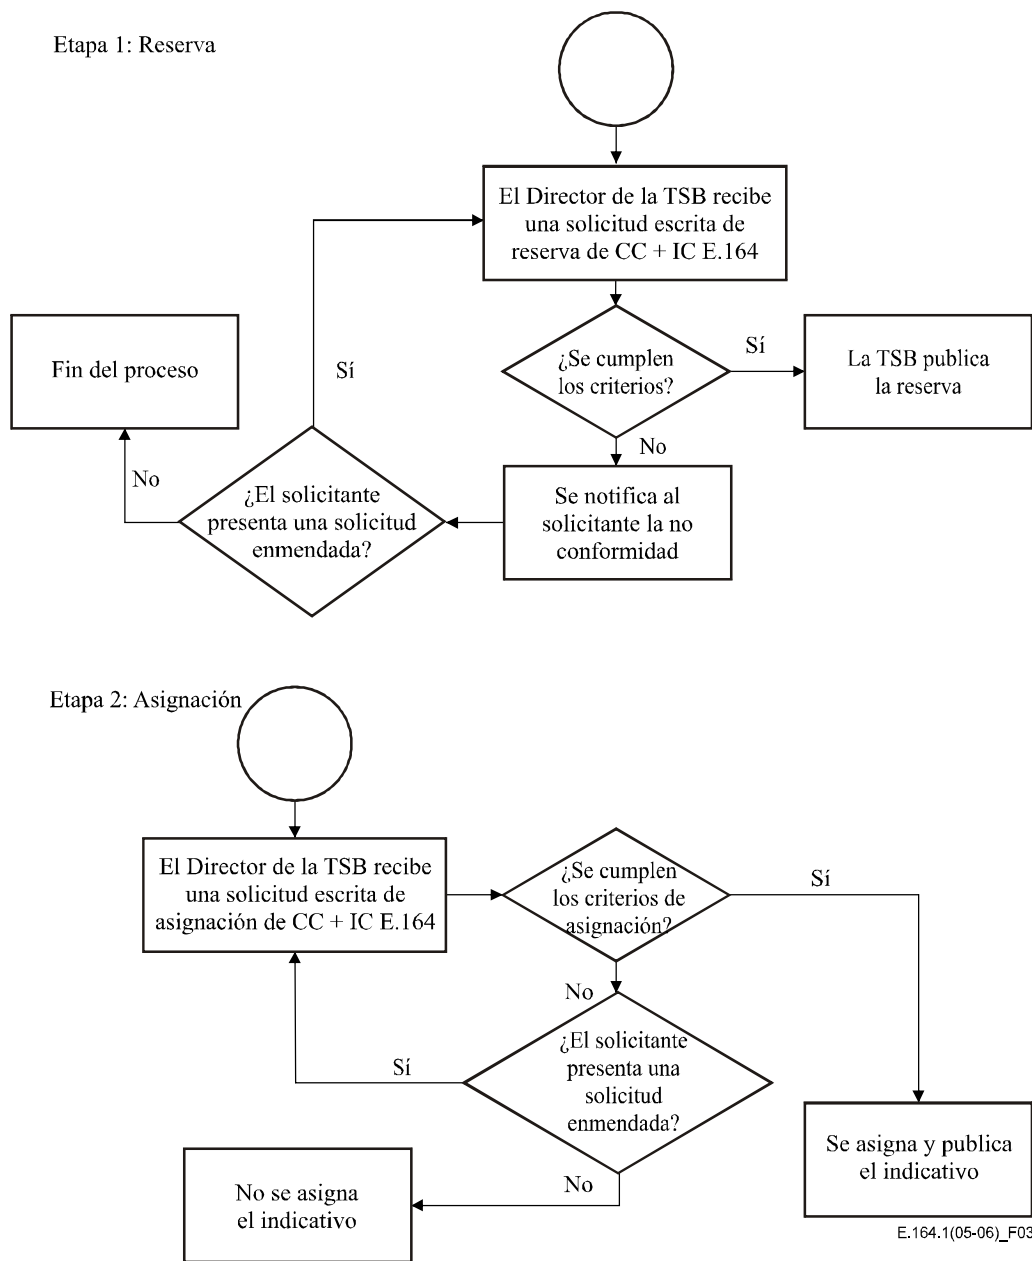 Etapa 1: Reserva
El Director de la TSB recibe
una solicitud escrita de
reserva de CC + IC E.164
Fin del proceso
Sí
¿Se cumplen
los criterios?
Sí
La TSB publica
la reserva
No
No
¿El solicitante
presenta una solicitud
enmendada?
Se notifica al
solicitante la no
conformidad
Etapa 2: Asignación
El Director de la TSB recibe
una solicitud escrita de
asignación de CC + IC E.164
¿Se cumplen
los criterios de
asignación?
Sí
No
¿El solicitante
presenta una
solicitud
enmendada?
Sí
Se asigna y publica
el indicativo
No
No se asigna
el indicativo
E.164.1(05-06)_F03